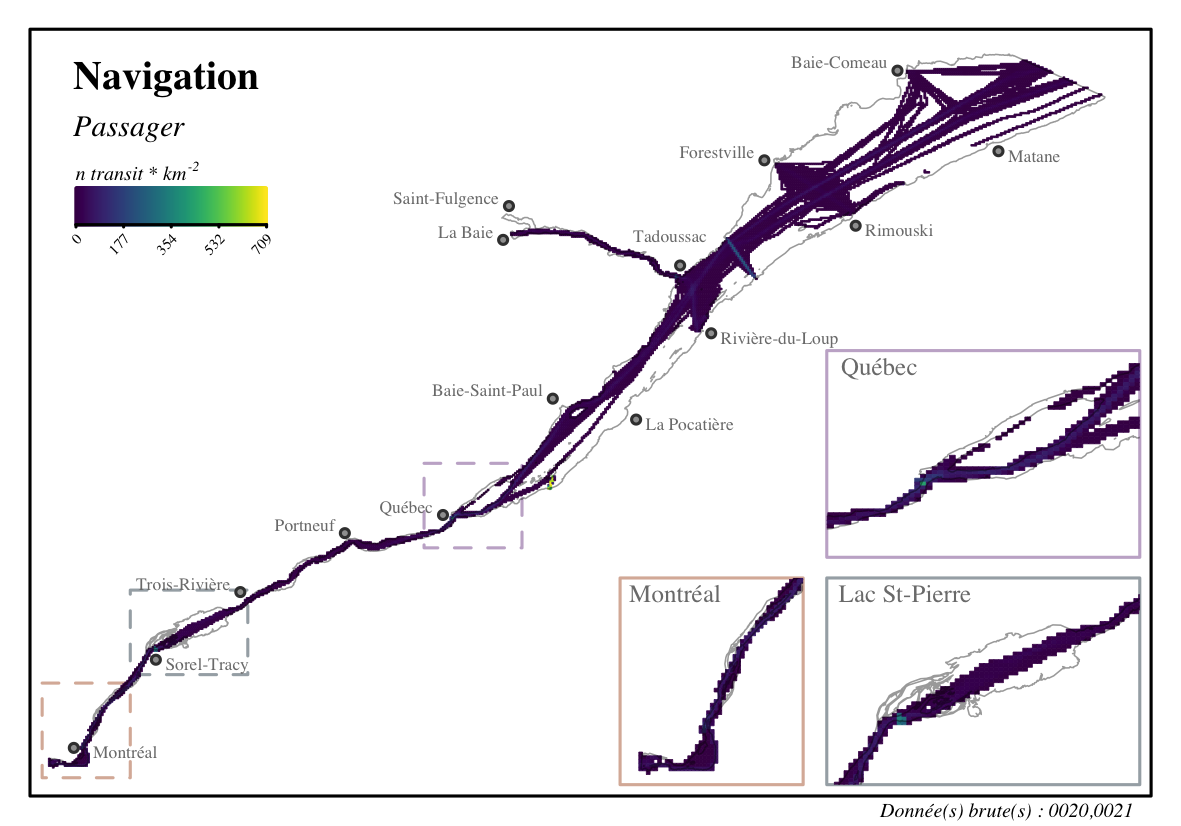 Navigation
Passager
n transit * km-2
0
177
354
532
709
Baie-Comeau
Forestville
Matane
Saint-Fulgence
La Baie
Tadoussac
Rimouski
Rivière-du-Loup
Québec
Baie-Saint-Paul
La Pocatière
Québec
Portneuf
Trois-Rivière
Montréal
Lac St-Pierre
Sorel-Tracy
Montréal
Donnée(s) brute(s) : 0020,0021